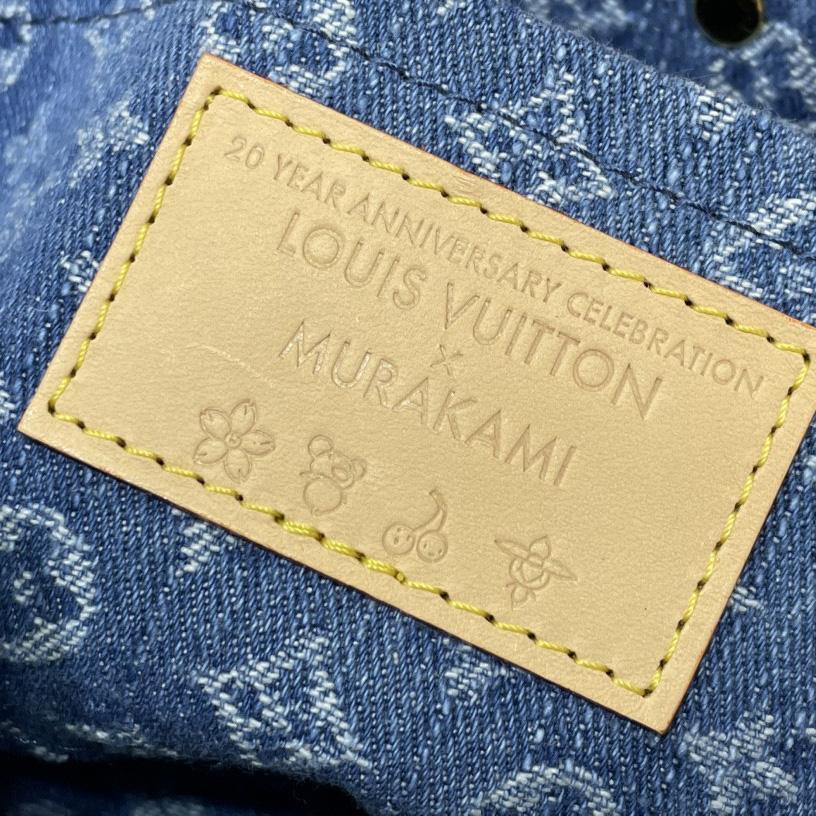 20 YEAR ANNIVERSARY CELEBRATION
LOUIS VUITTON
×
MURAKAMI